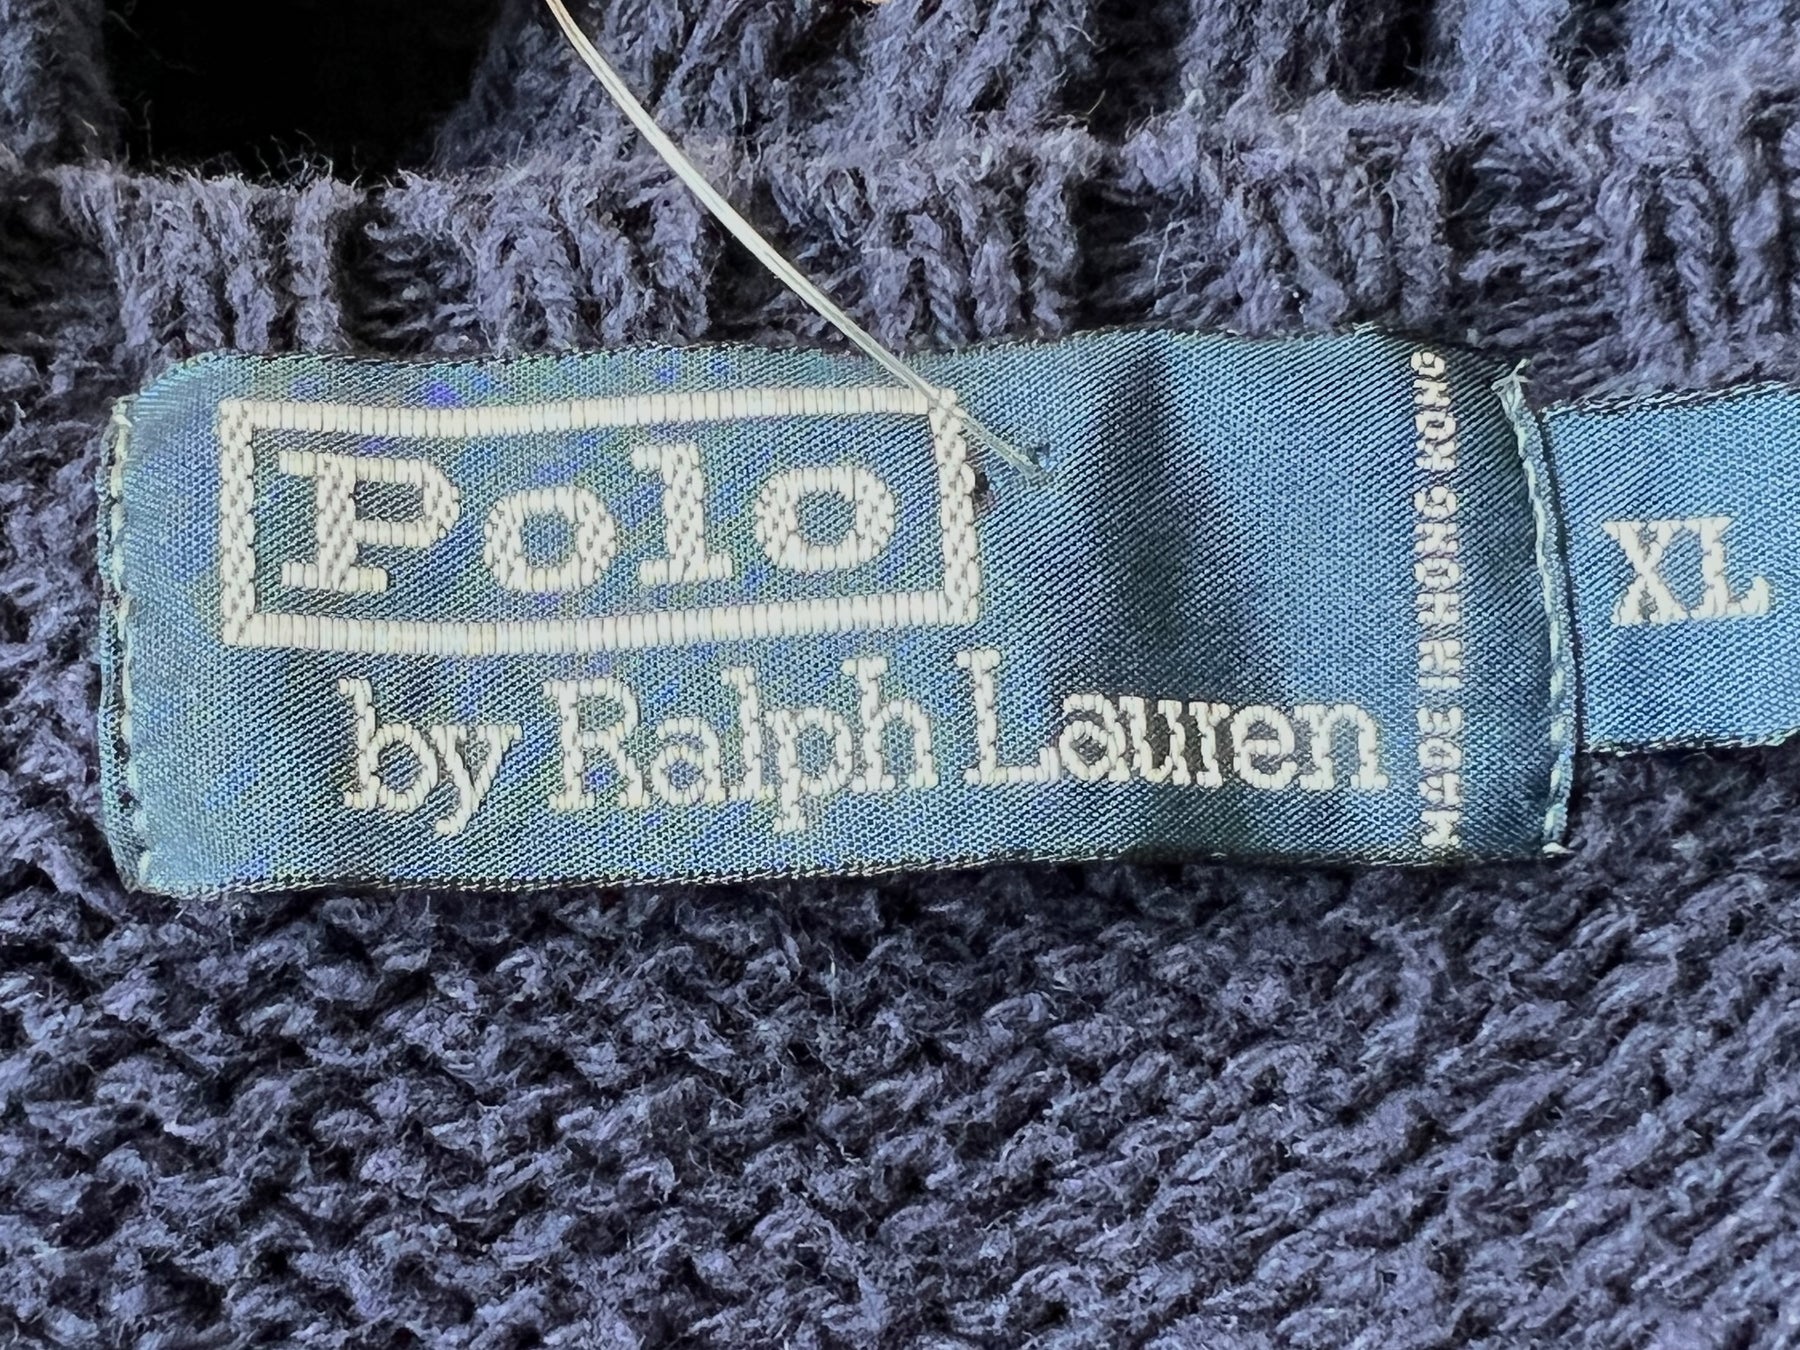 Polo
by Ralph Lauren
MADE IN HONG KONG
XL